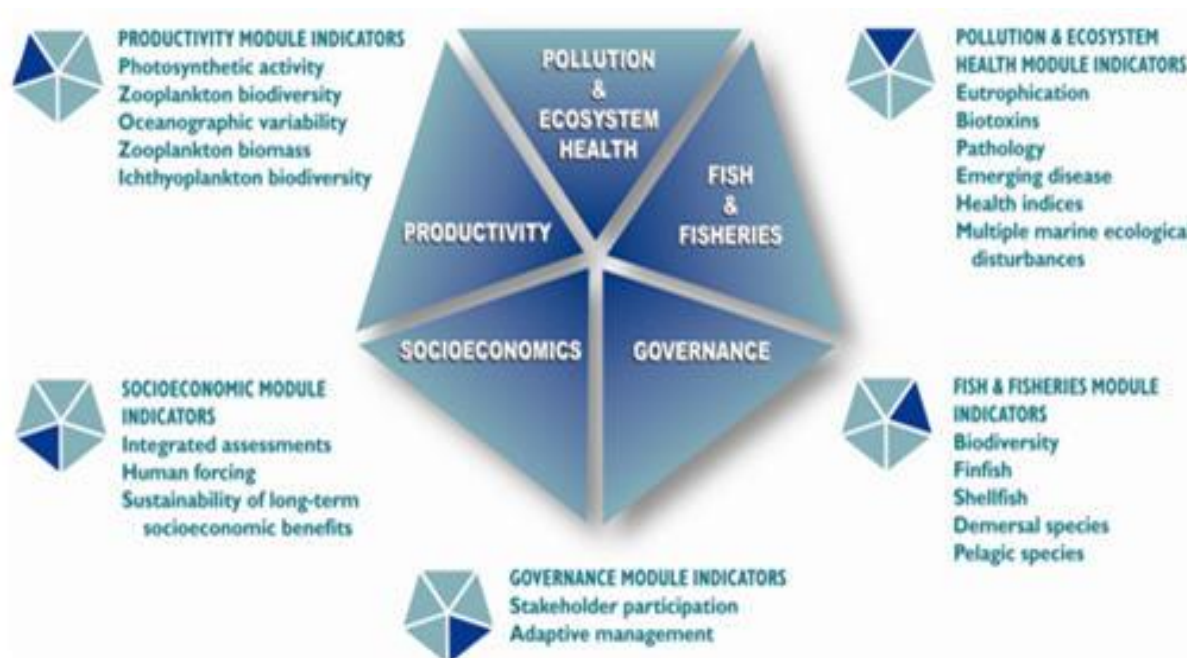 PRODUCTIVITY MODULE INDICATORS
Photosynthetic activity
Zooplankton biodiversity
Oceanographic variability
Zooplankton biomass
Ichthyoplankton biodiversity
POLLUTION
&
ECOSYSTEM
HEALTH
FISH
&
FISHERIES
PRODUCTIVITY
SOCIOECONOMICS
GOVERNANCE
POLLUTION & ECOSYSTEM
HEALTH MODULE INDICATORS
Eutrophication
Biotoxins
Pathology
Emerging disease
Health indices
Multiple marine ecologica
disturbances
SOCIOECONOMIC MODULE
INDICATORS
Integrated assessments
Human forcing
Sustainability of long-term
socioeconomic benefits
FISH & FISHERIES MODULE
INDICATORS
Biodiversity
Finfish
Shellfish
Demersal species
Pelagic species
GOVERNANCE MODULE INDICATORS
Stakeholder participation
Adaptive management